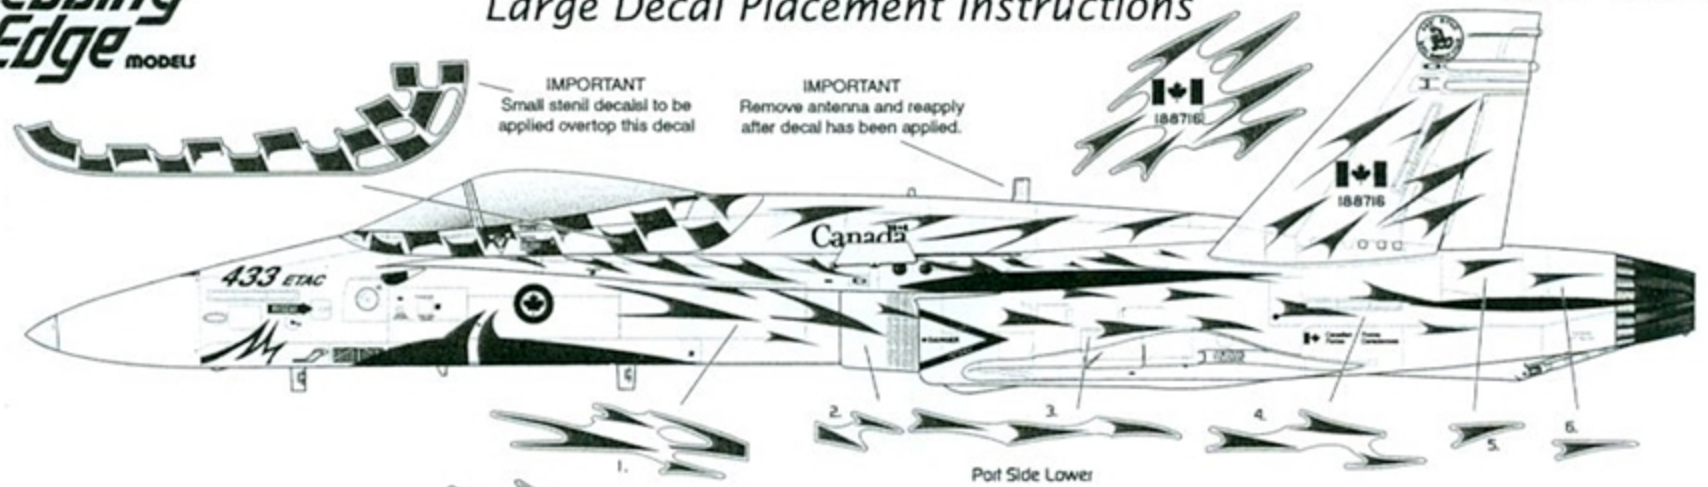 Edge MODELS
Large Decal Placement Instructions
IMPORTANT
Small stenil decalsl to be
applied overtop this decal
IMPORTANT
Remove antenna and reapply
after decal has been applied.
188716
188716
Canada
433 ETAC
DANGER
1.
2.
3.
4.
5.
6.
Port Side Lower